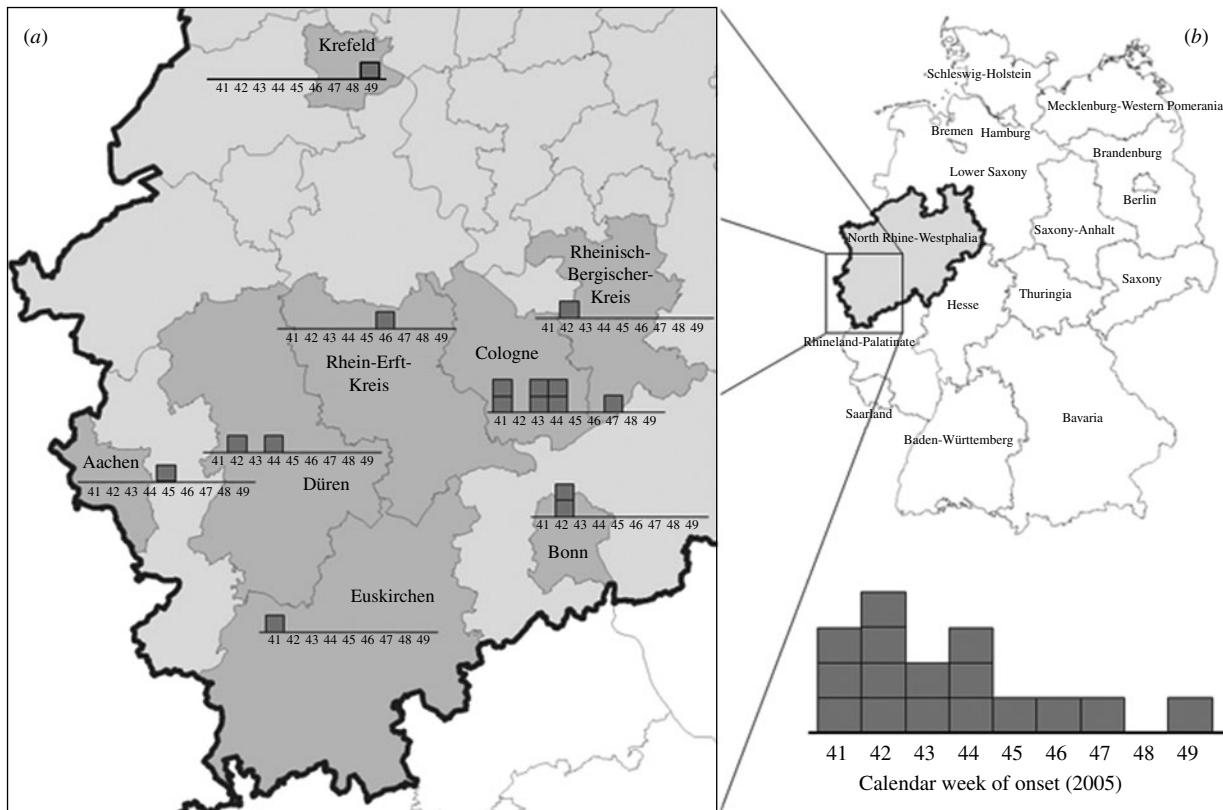 (a)
Krefeld
41 42 43 44 45 46 47 48 49
Rheinisch-
Bergischer-
Kreis
41 42 43 44 45 46 47 48 49
41 42 43 44 45 46 47 48 49
Rhein-Erft-
Kreis
Cologne
41 42 43 44 45 46 47 48 49
41 42 43 44 45 46 47 48 49
Düren
Aachen
41 42 43 44 45 46 47 48 49
41 42 43 44 45 46 47 48 49
Bonn
Euskirchen
41 42 43 44 45 46 47 48 49
(b)
Schleswig-Holstein
Mecklenburg-Western Pomerania
Bremen
Hamburg
Brandenburg
Lower Saxony
Berlin
North Rhine-Westphalia
Saxony-Anhalt
Saxony
Thuringia
Hesse
Rhineland-Palatinate
Saarland
Bavaria
Baden-Württemberg
41 42 43 44 45 46 47 48 49
Calendar week of onset (2005)